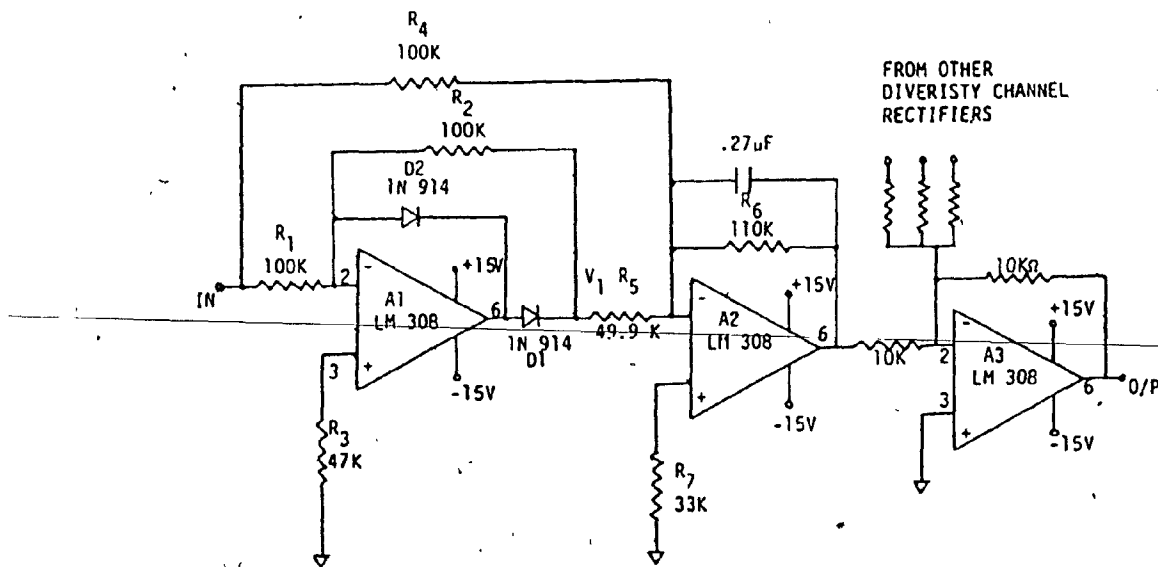 R4
100K
R2
100K
D2
1N 914
R1
100K
IN
2
-
A1
LM 308
+15V
6
3
+
-15V
1N 914
D1
R3
47K
V1 R5
49.9 K
.27µF
R6
110K
-
A2
LM 308
+15V
6
+
-15V
R7
33K
FROM OTHER
DIVERISTY CHANNEL
RECTIFIERS
10K
10KΩ
-
2
A3
LM 308
+15V
6
O/P
3
+
-15V